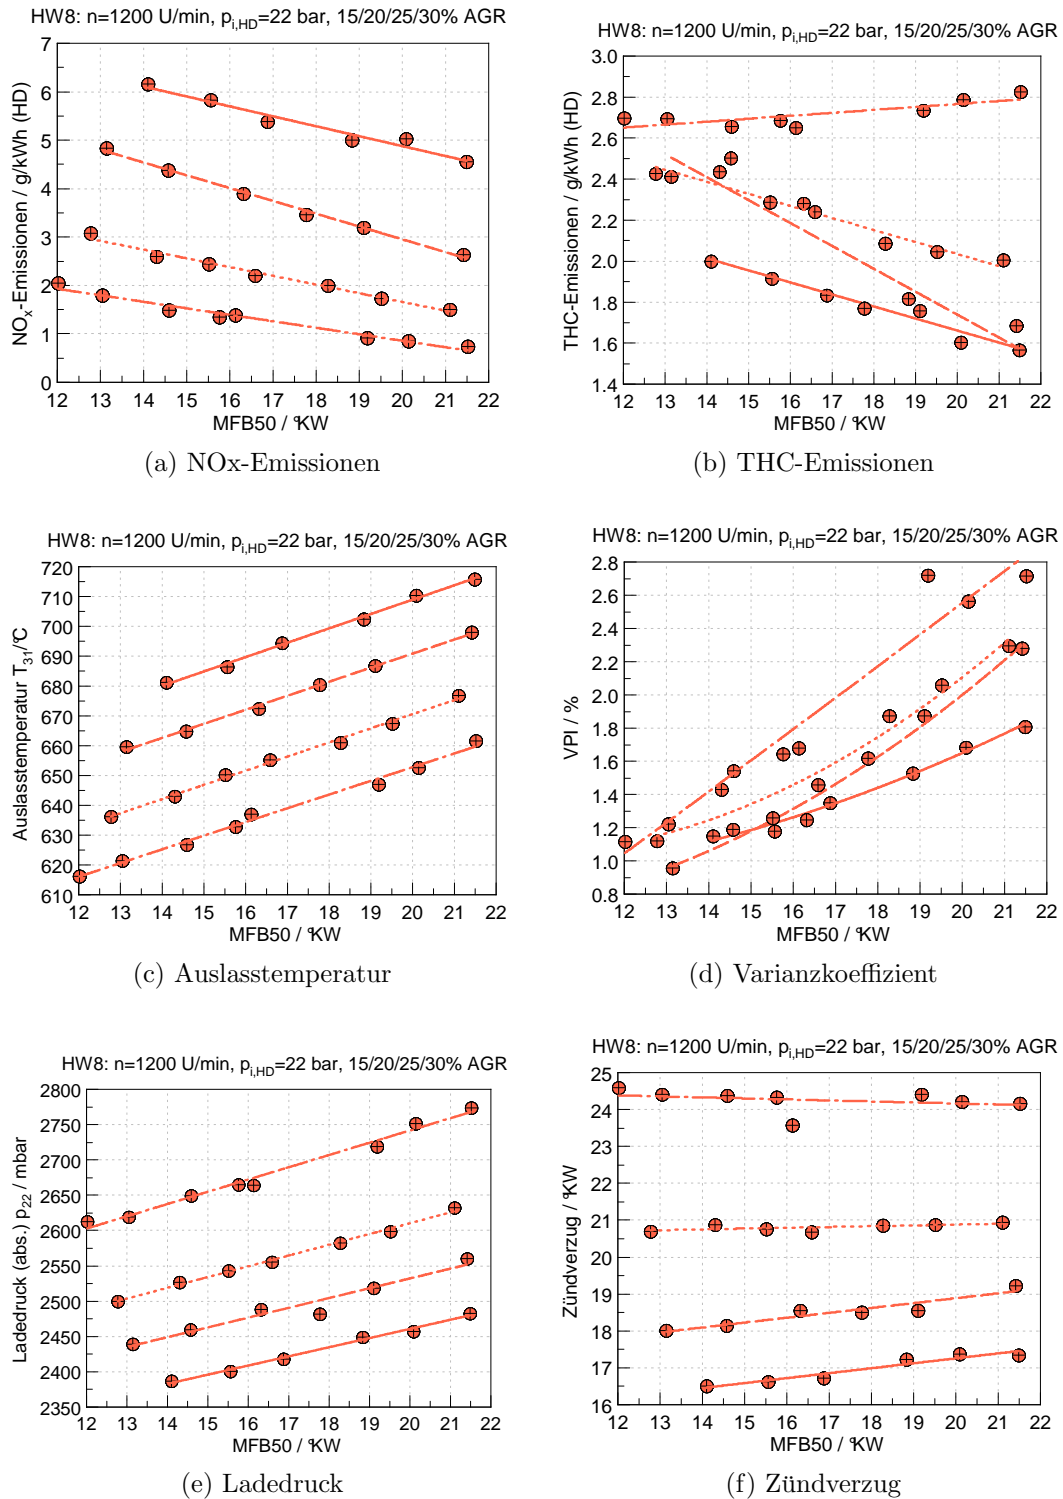 HW8: n=1200 U/min, pi,HD=22 bar, 15/20/25/30% AGR
NOx-Emissionen / g/kWh (HD)
7
6
5
4
3
2
1
0
12 13 14 15 16 17 18 19 20 21 22
MFB50 / °KW
(a) NOx-Emissionen
HW8: n=1200 U/min, pi,HD=22 bar, 15/20/25/30% AGR
THC-Emissionen / g/kWh (HD)
3.0
2.8
2.6
2.4
2.2
2.0
1.8
1.6
1.4
12 13 14 15 16 17 18 19 20 21 22
MFB50 / °KW
(b) THC-Emissionen
HW8: n=1200 U/min, pi,HD=22 bar, 15/20/25/30% AGR
Auslasstemperatur T31/°C
720
710
700
690
680
670
660
650
640
630
620
610
12 13 14 15 16 17 18 19 20 21 22
MFB50 / °KW
(c) Auslasstemperatur
HW8: n=1200 U/min, pi,HD=22 bar, 15/20/25/30% AGR
VPI / %
2.8
2.6
2.4
2.2
2.0
1.8
1.6
1.4
1.2
1.0
0.8
12 13 14 15 16 17 18 19 20 21 22
MFB50 / °KW
(d) Varianzkoeffizient
HW8: n=1200 U/min, pi,HD=22 bar, 15/20/25/30% AGR
Ladedruck (abs.) p22 / mbar
2800
2750
2700
2650
2600
2550
2500
2450
2400
2350
12 13 14 15 16 17 18 19 20 21 22
MFB50 / °KW
(e) Ladedruck
HW8: n=1200 U/min, pi,HD=22 bar, 15/20/25/30% AGR
Zündverzug / °KW
25
24
23
22
21
20
19
18
17
16
12 13 14 15 16 17 18 19 20 21 22
MFB50 / °KW
(f) Zündverzug